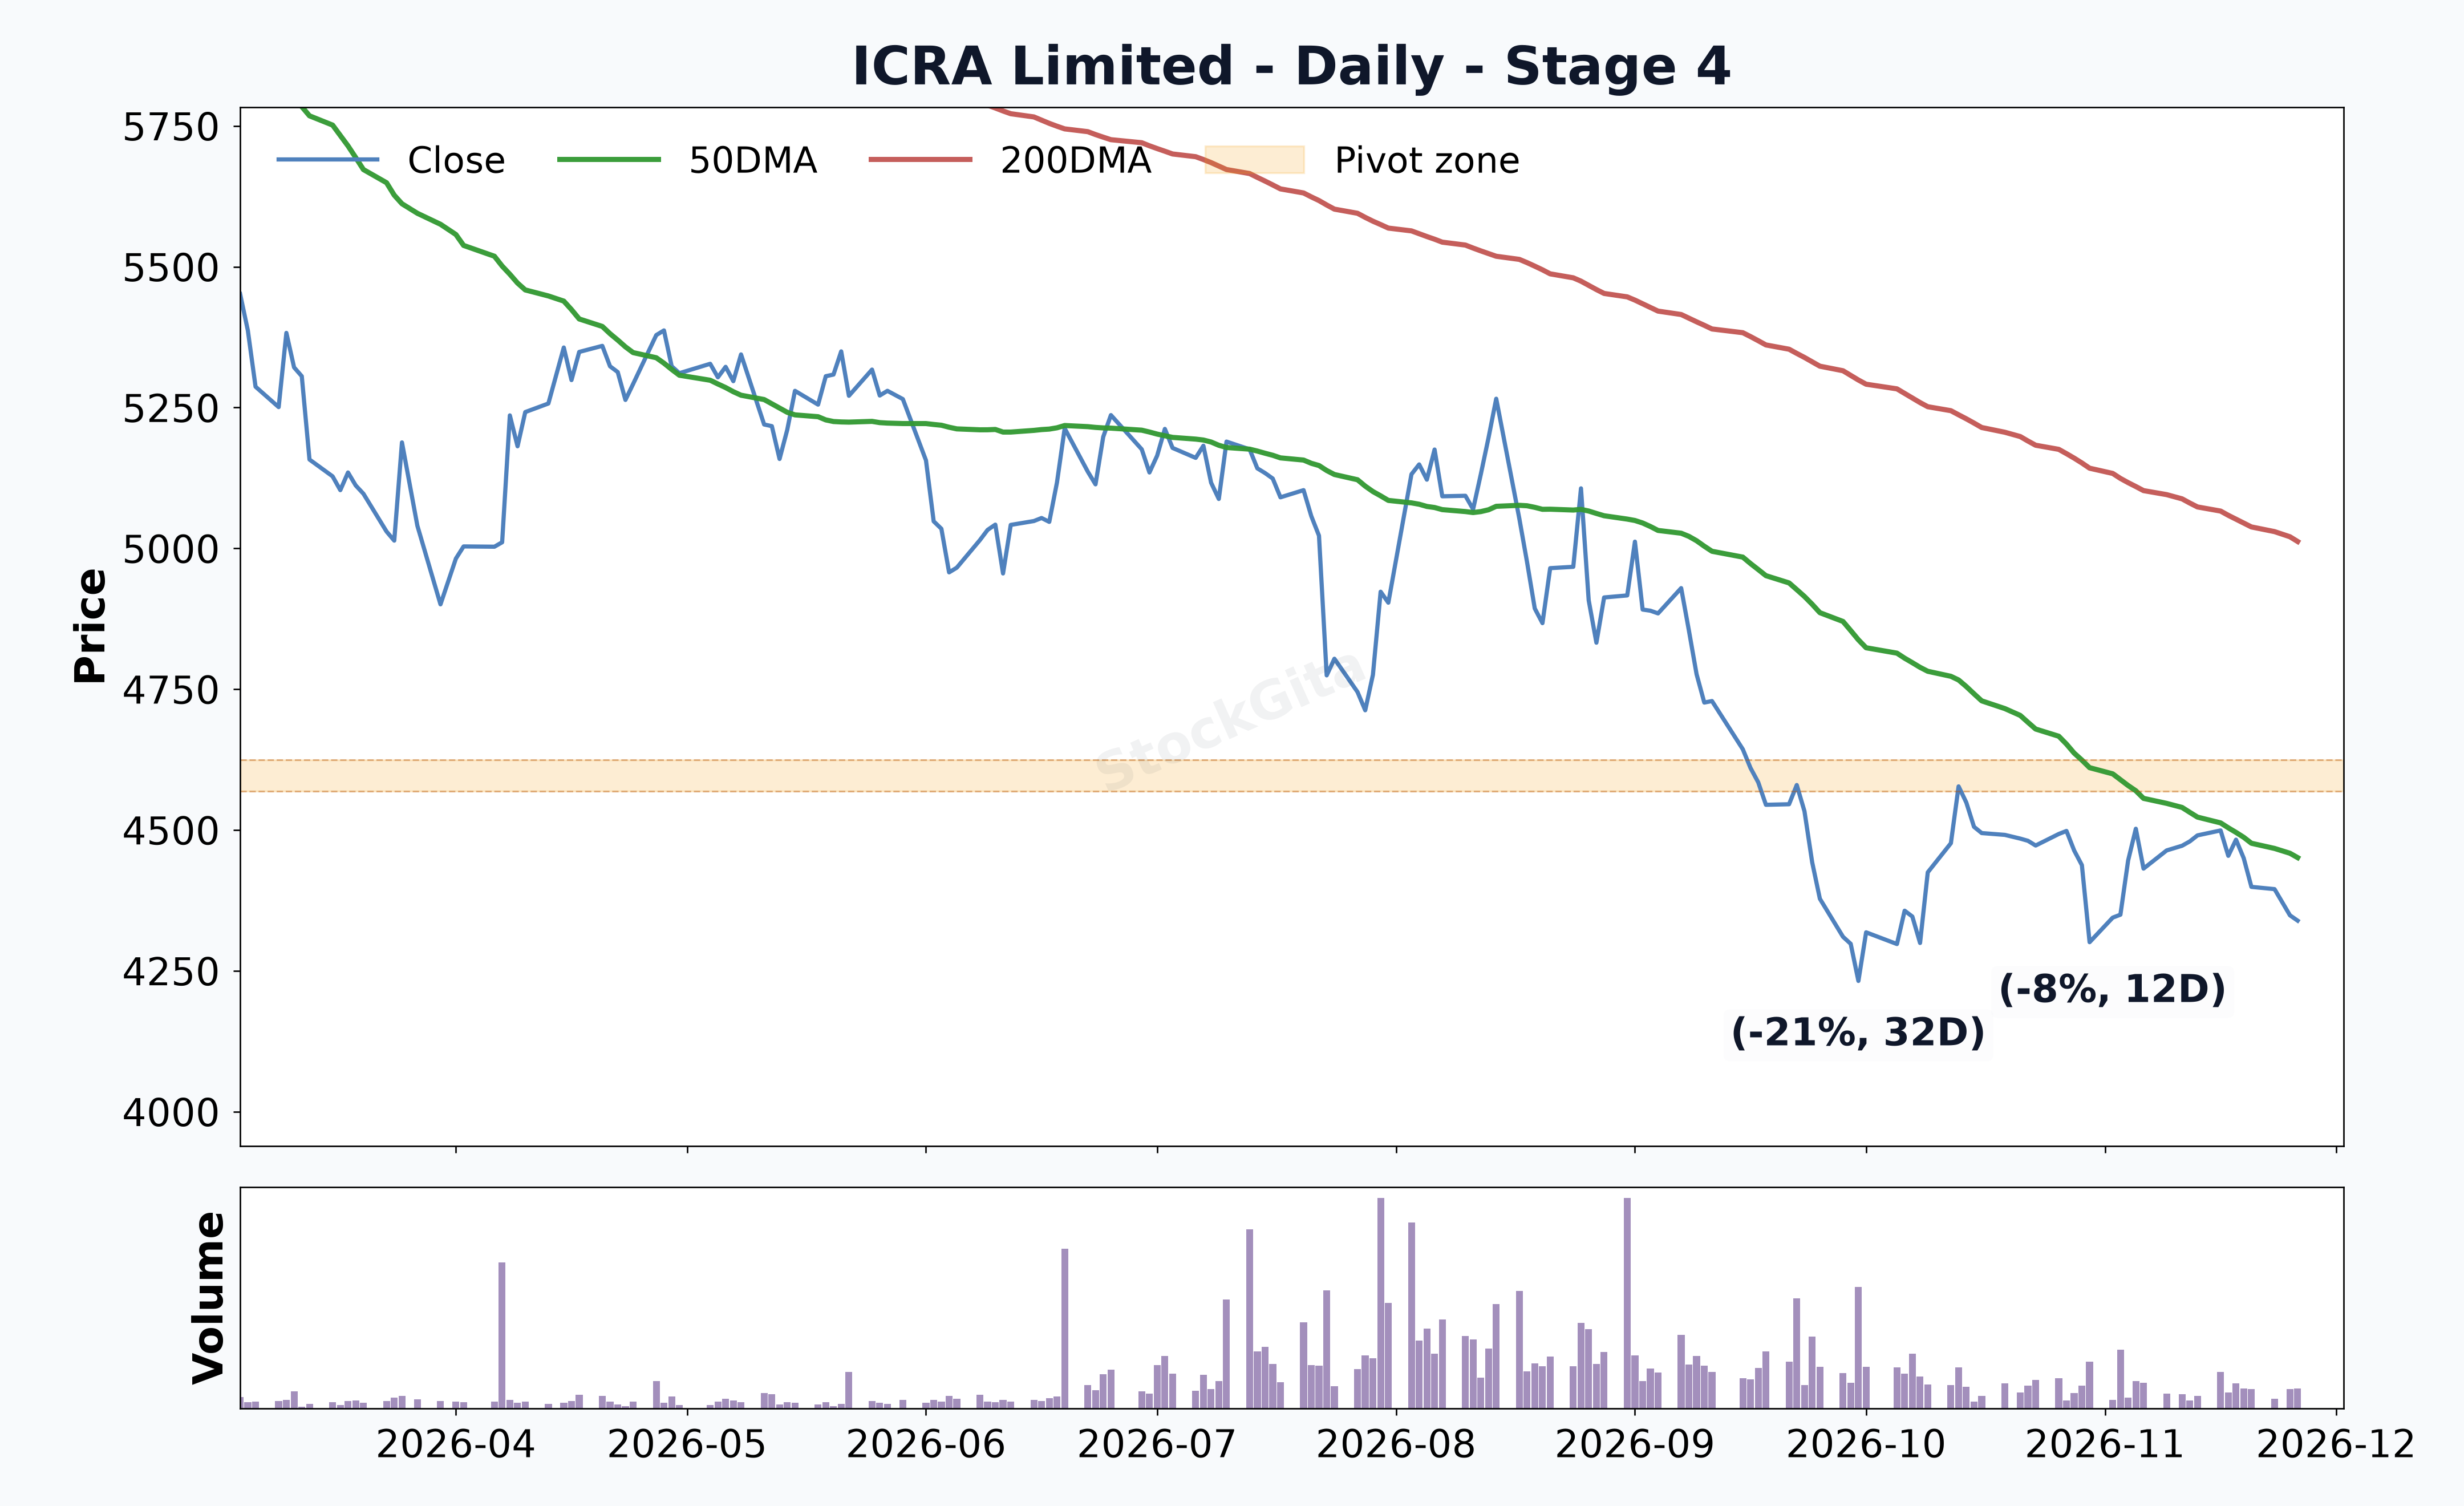 ICRA Limited - Daily - Stage 4
Close 50DMA 200DMA Pivot zone
Price
5750
5500
5250
5000
4750
4500
4250
4000
StockGita
(-21%, 32D)
(-8%, 12D)
Volume
2026-04 2026-05 2026-06 2026-07 2026-08 2026-09 2026-10 2026-11 2026-12